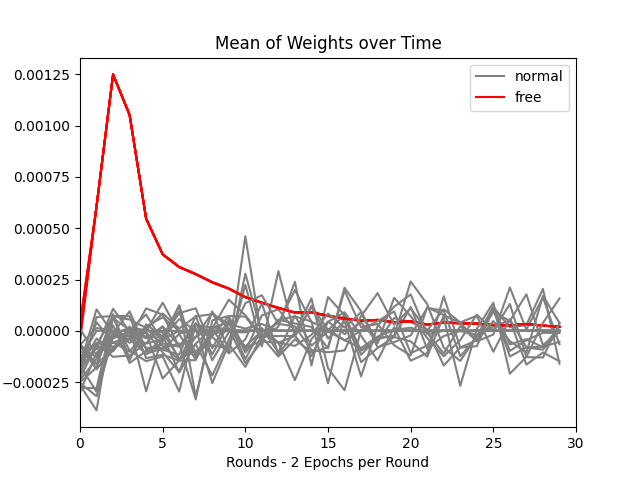 Mean of Weights over Time
normal
free
0.00125
0.00100
0.00075
0.00050
0.00025
0.00000
−0.00025
0 5 10 15 20 25 30
Rounds - 2 Epochs per Round